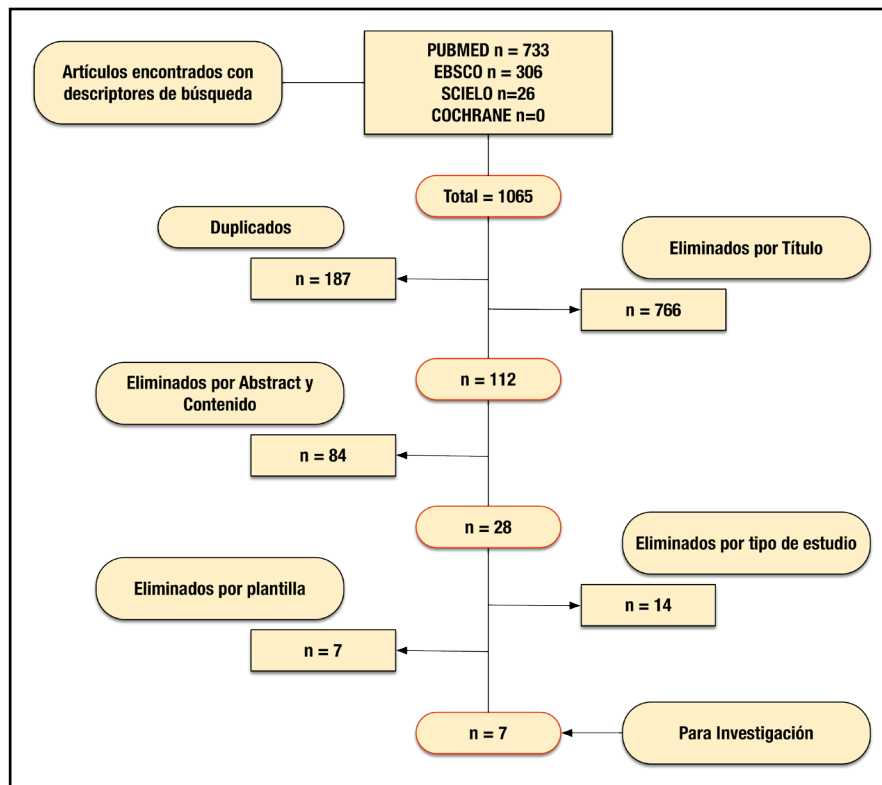 Artículos encontrados con
descriptores de búsqueda
PUBMED n = 733
EBSCO n = 306
SCIELO n=26
COCHRANE n=0
Total = 1065
Duplicados
n = 187
Eliminados por Título
n = 766
n = 112
Eliminados por Abstract y
Contenido
n = 84
n = 28
Eliminados por tipo de estudio
n = 14
Eliminados por plantilla
n = 7
n = 7
Para Investigación